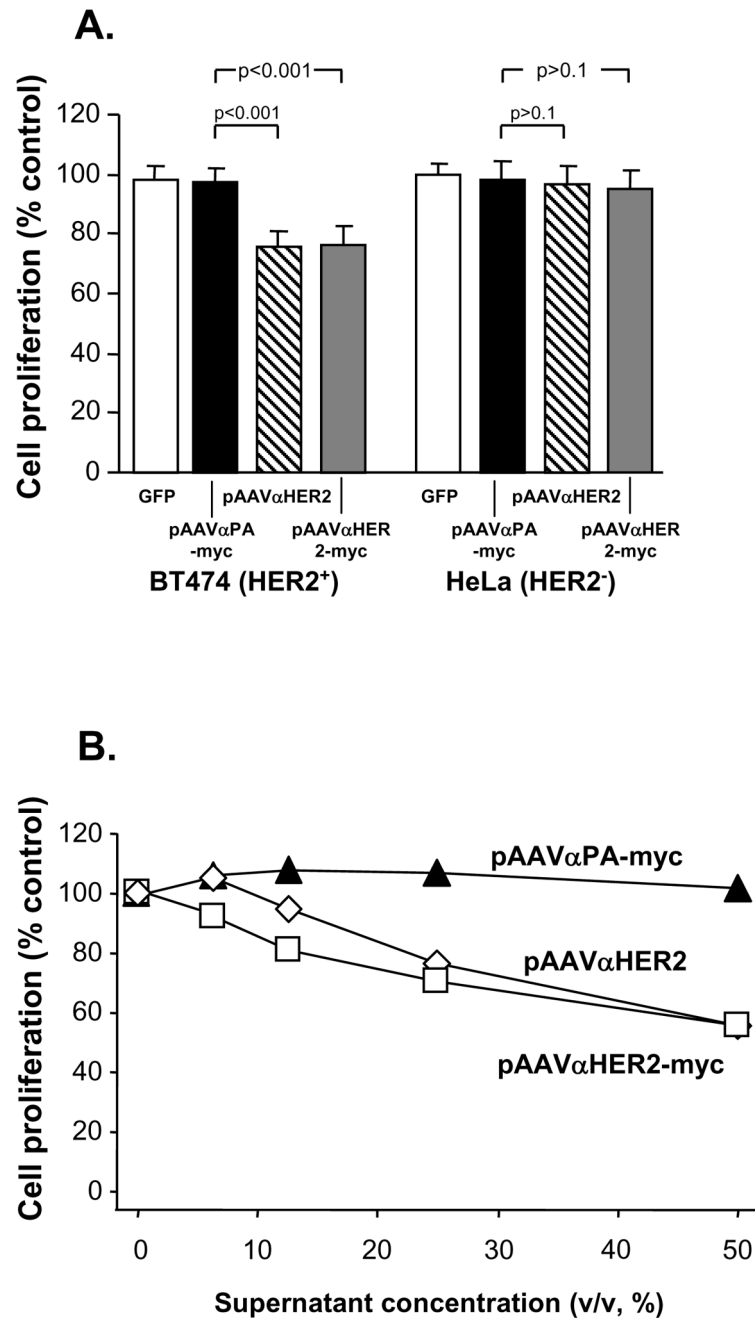 A.
p<0.001 p>0.1
p<0.001 p>0.1
Cell proliferation (% control)
120
100
80
60
40
20
0
GFP pAAVαHER2 GFP pAAVαHER2
pAAVαPA pAAVαHER pAAVαPA pAAVαHER
-myc 2-myc -myc 2-myc
BT474 (HER2⁺) HeLa (HER2⁻)
B.
Cell proliferation (% control)
120
100
80
60
40
20
0
pAAVαPA-myc
pAAVαHER2
pAAVαHER2-myc
0 10 20 30 40 50
Supernatant concentration (v/v, %)